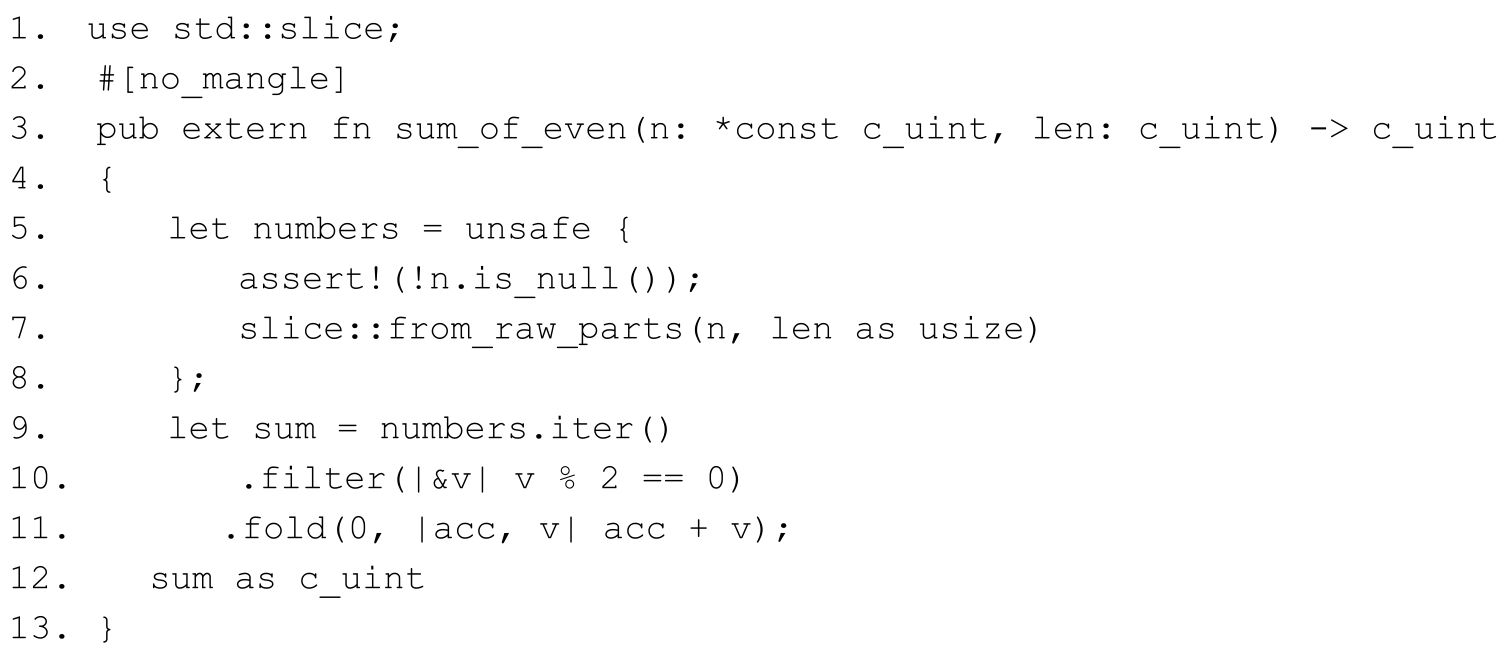 1. use std::slice;
2. #[no_mangle]
3. pub extern fn sum_of_even(n: *const c_uint, len: c_uint) -> c_uint
4. {
5. let numbers = unsafe {
6. assert!(!n.is_null());
7. slice::from_raw_parts(n, len as usize)
8. };
9. let sum = numbers.iter()
10. .filter(|&v| v % 2 == 0)
11. .fold(0, |acc, v| acc + v);
12. sum as c_uint
13. }